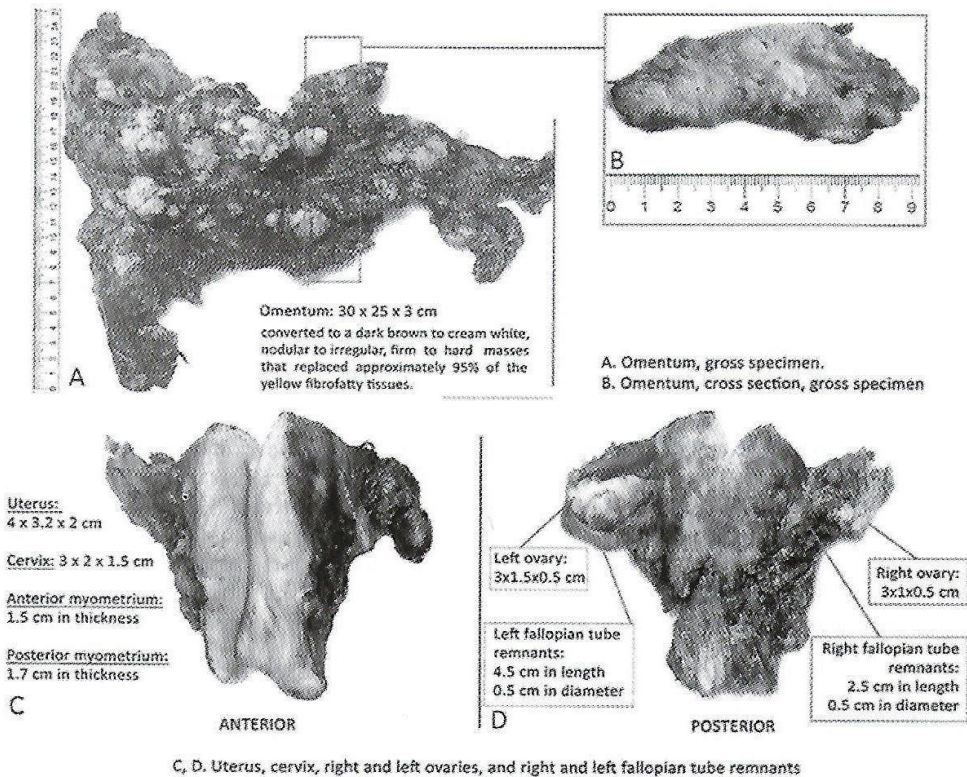 Omentum: 30 x 25 x 3 cm
converted to a dark brown to cream white,
nodular to irregular, firm to hard masses
that replaced approximately 95% of the
yellow fibrofatty tissues.
A
B
0 1 2 3 4 5 6 7 8 9
A. Omentum, gross specimen.
B. Omentum, cross section, gross specimen
Uterus:
4 x 3.2 x 2 cm
Cervix: 3 x 2 x 1.5 cm
Anterior myometrium:
1.5 cm in thickness
Posterior myometrium:
1.7 cm in thickness
C
ANTERIOR
Left ovary:
3x1.5x0.5 cm
Right ovary:
3x1x0.5 cm
Left fallopian tube
remnants:
4.5 cm in length
0.5 cm in diameter
Right fallopian tube
remnants:
2.5 cm in length
0.5 cm in diameter
D
POSTERIOR
C, D. Uterus, cervix, right and left ovaries, and right and left fallopian tube remnants